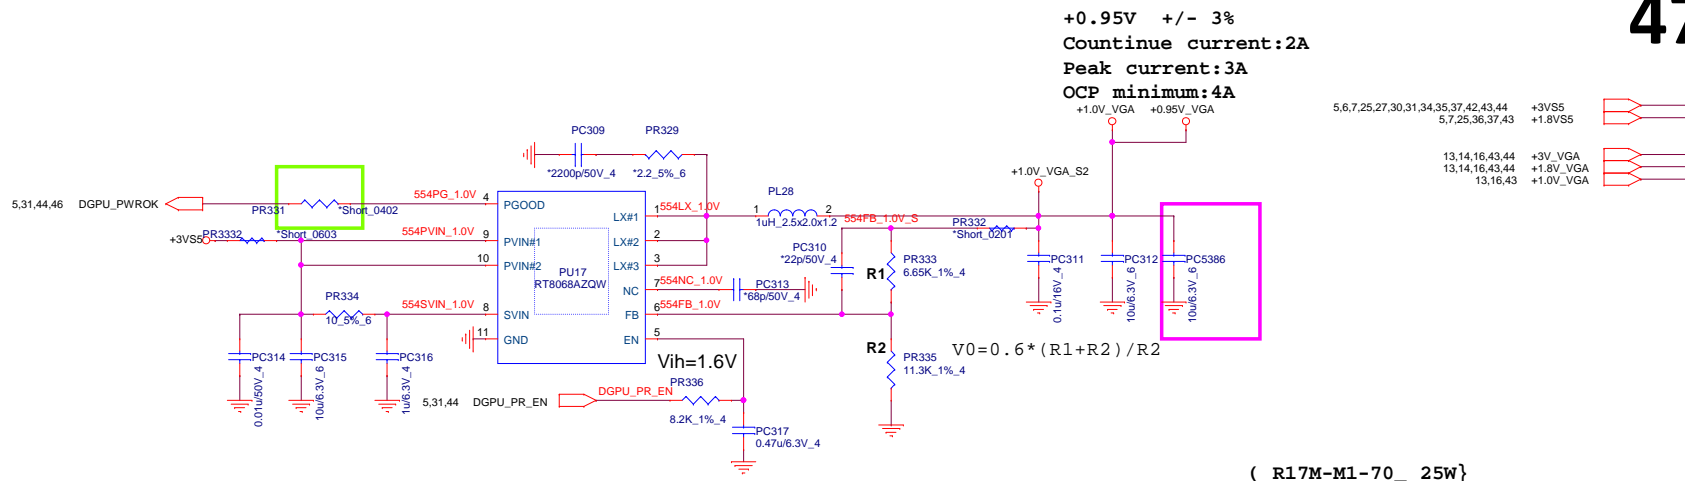 +0.95V +/- 3%
Countinue current:2A
Peak current:3A
OCP minimum:4A
47
+1.0V_VGA +0.95V_VGA
5,6,7,25,27,30,31,34,35,37,42,43,44 +3VS5
5,7,25,36,37,43 +1.8VS5
13,14,16,43,44 +3V_VGA
13,14,16,43,44 +1.8V_VGA
13,16,43 +1.0V_VGA
PC309 PR329
*2200p/50V_4 *2.2_5%_6
+1.0V_VGA_S2
5,31,44,46 DGPU_PWROK
PR331 *Short_0402
554PG_1.0V 4 PGOOD
+3VS5 PR3332 *Short_0603
554PVIN_1.0V 9 PVIN#1
10 PVIN#2
PU17
RT8068AZQW
LX#1 1 554LX_1.0V
LX#2 2
LX#3 3
NC 7 554NC_1.0V
FB 6 554FB_1.0V
EN 5
PL28
1 2
1uH_2.5x2.0x1.2
554FB_1.0V_S
PR332
*Short_0201
PC310
*22p/50V_4
R1 PR333
6.65K_1%_4
PC313
*68p/50V_4
PC311
0.1u/16V_4
PC312
10u/6.3V_6
PC5386
10u/6.3V_6
PR334
10_5%_6
554SVIN_1.0V 8 SVIN
11 GND
Vih=1.6V
R2 PR335
11.3K_1%_4
V0=0.6*(R1+R2)/R2
PC314
0.01u/50V_4
PC315
10u/6.3V_6
PC316
1u/6.3V_4
5,31,44 DGPU_PR_EN
DGPU_PR_EN
PR336
8.2K_1%_4
PC317
0.47u/6.3V_4
( R17M-M1-70_ 25W}